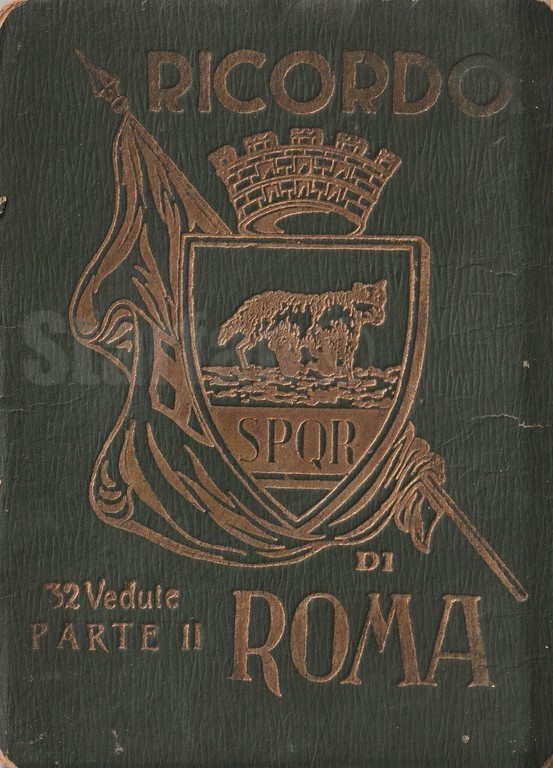 RICORDO
SPQR
DI
32 Vedute
PARTE II
ROMA